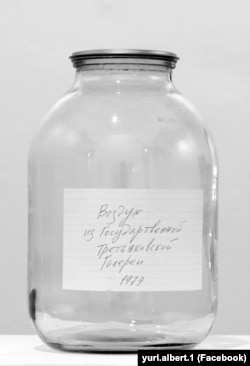 Воздух
из Государственной
Третьяковской
Галереи
1979
yuri.albert.1 (Facebook)